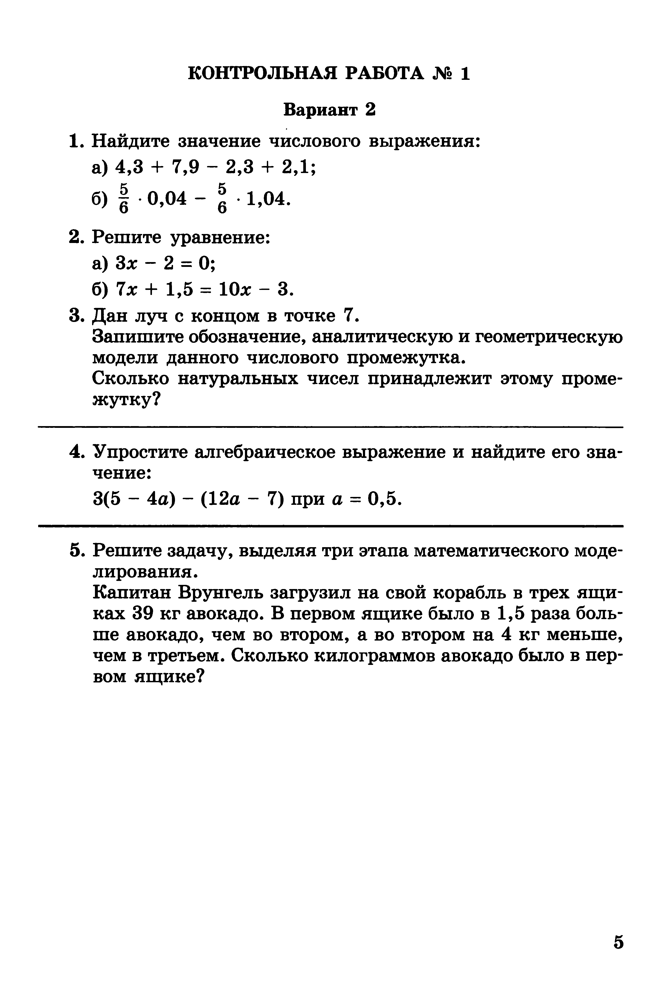 КОНТРОЛЬНАЯ РАБОТА № 1
Вариант 2
1. Найдите значение числового выражения:
а) 4,3 + 7,9 − 2,3 + 2,1;
б) 5/6 · 0,04 − 5/6 · 1,04.
2. Решите уравнение:
а) 3x − 2 = 0;
б) 7x + 1,5 = 10x − 3.
3. Дан луч с концом в точке 7.
Запишите обозначение, аналитическую и геометрическую
модели данного числового промежутка.
Сколько натуральных чисел принадлежит этому проме-
жутку?
4. Упростите алгебраическое выражение и найдите его зна-
чение:
3(5 − 4a) − (12a − 7) при a = 0,5.
5. Решите задачу, выделяя три этапа математического моде-
лирования.
Капитан Врунгель загрузил на свой корабль в трех ящи-
ках 39 кг авокадо. В первом ящике было в 1,5 раза боль-
ше авокадо, чем во втором, а во втором на 4 кг меньше,
чем в третьем. Сколько килограммов авокадо было в пер-
вом ящике?
5